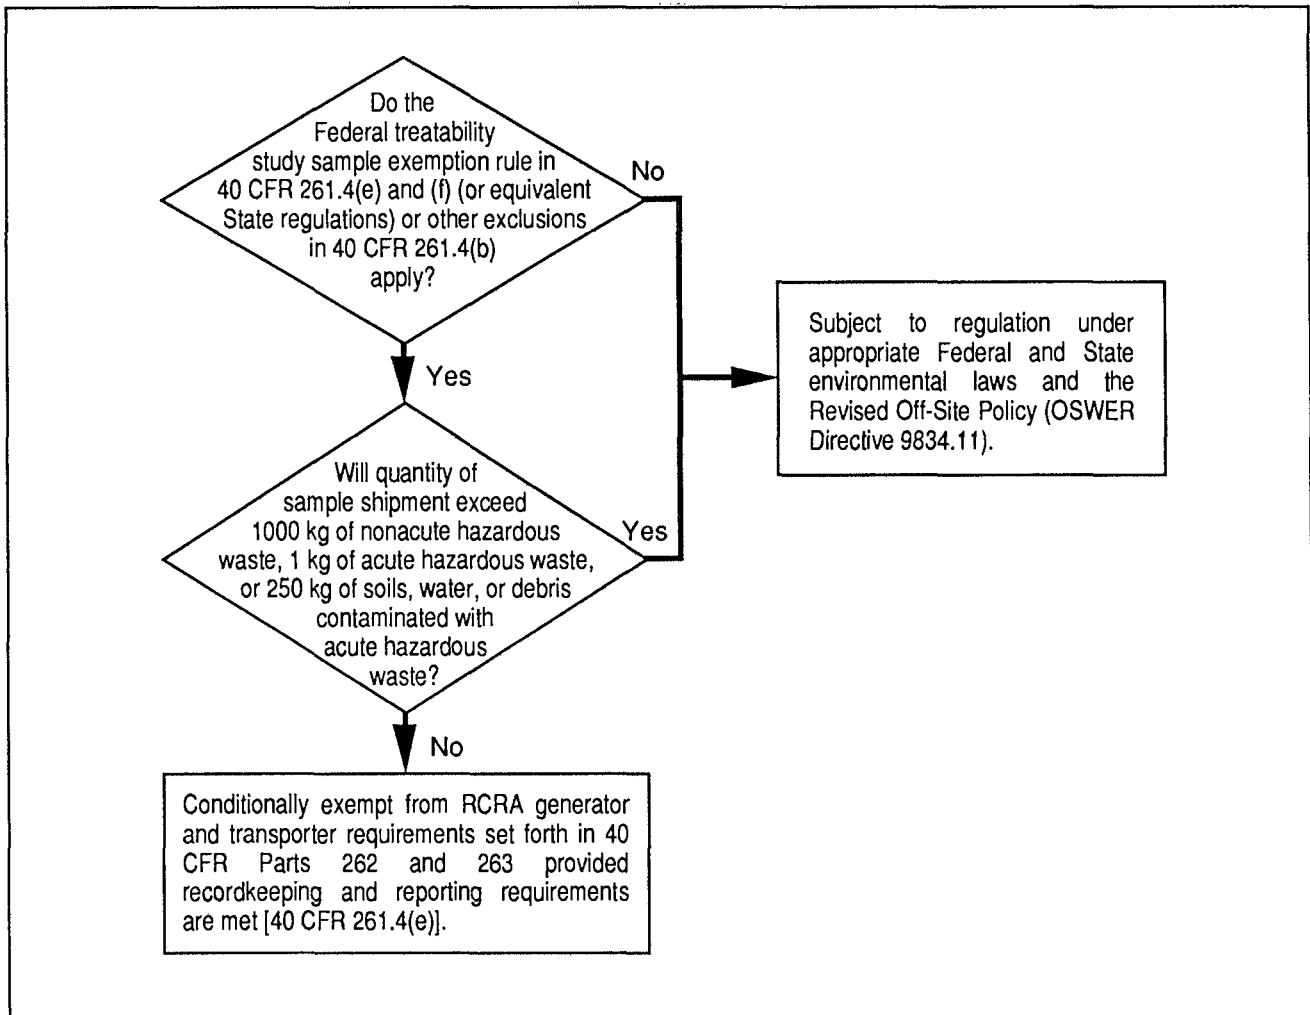 Do the
Federal treatability
study sample exemption rule in
40 CFR 261.4(e) and (f) (or equivalent
State regulations) or other exclusions
in 40 CFR 261.4(b)
apply?
No
Yes
Subject to regulation under
appropriate Federal and State
environmental laws and the
Revised Off-Site Policy (OSWER
Directive 9834.11).
Will quantity of
sample shipment exceed
1000 kg of nonacute hazardous
waste, 1 kg of acute hazardous waste,
or 250 kg of soils, water, or debris
contaminated with
acute hazardous
waste?
Yes
No
Conditionally exempt from RCRA generator
and transporter requirements set forth in 40
CFR Parts 262 and 263 provided
recordkeeping and reporting requirements
are met [40 CFR 261.4(e)].